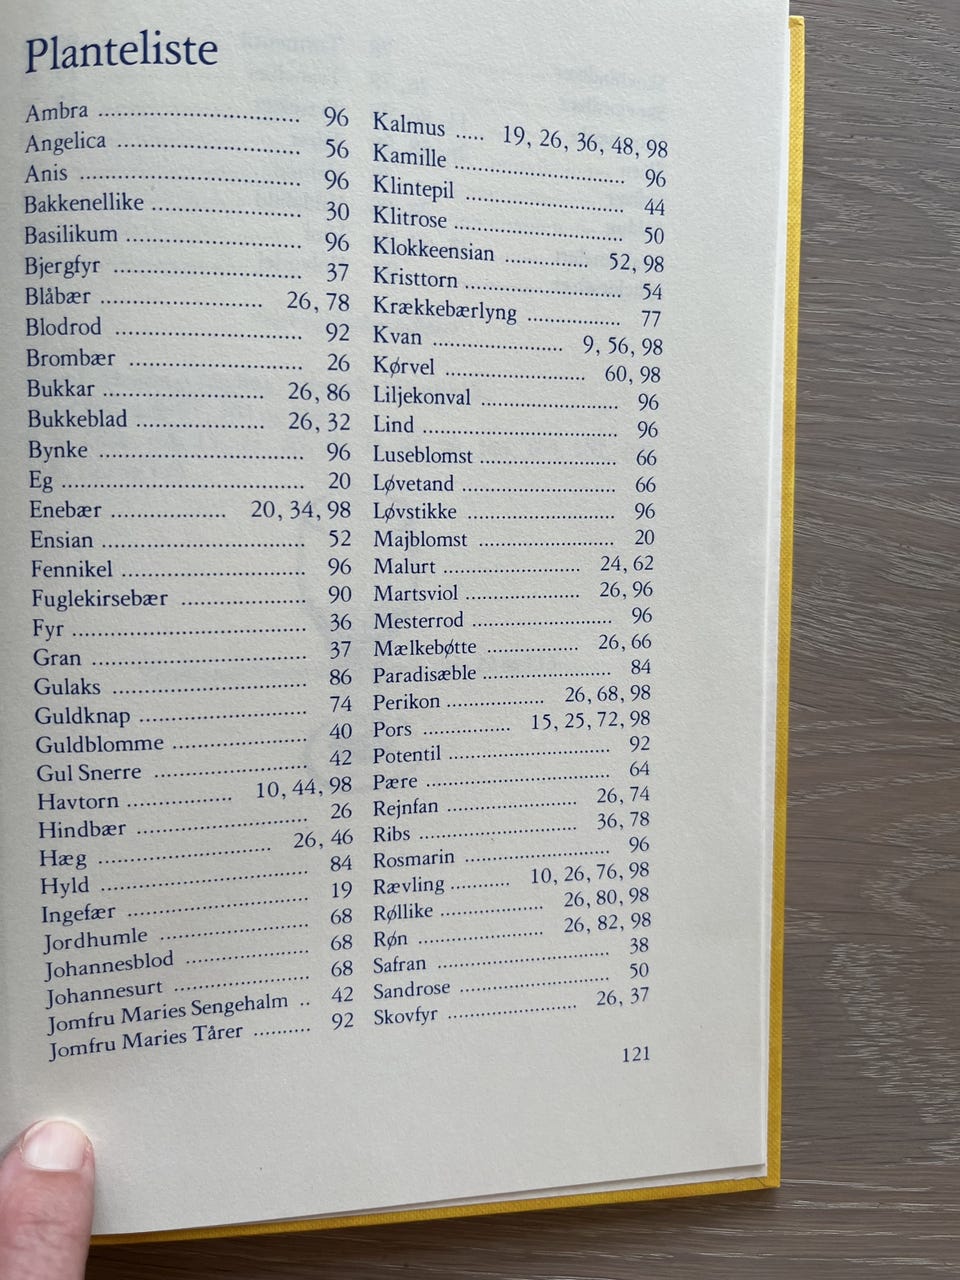 Planteliste
Ambra .............................. 96
Angelica ........................... 56
Anis ................................. 96
Bakkenellike ...................... 30
Basilikum .......................... 96
Bjergfyr ............................ 37
Blåbær ........................ 26, 78
Blodrod ............................ 92
Brombær .......................... 26
Bukkar ........................ 26, 86
Bukkeblad ................... 26, 32
Bynke ................................ 96
Eg .................................... 20
Enebær ................. 20, 34, 98
Ensian .............................. 52
Fennikel ........................... 96
Fuglekirsebær ................... 90
Fyr ................................... 36
Gran ................................ 37
Gulaks ............................. 86
Guldknap ......................... 74
Guldblomme .................... 40
Gul Snerre ....................... 42
Havtorn ................ 10, 44, 98
Hindbær .......................... 26
Hæg .......................... 26, 46
Hyld ................................ 84
Ingefær ............................ 19
Jordhumle ........................ 68
Johannesblod ................... 68
Johannesurt ..................... 68
Jomfru Maries Sengehalm .. 42
Jomfru Maries Tårer .......... 92
Kalmus ..... 19, 26, 36, 48, 98
Kamille .......................... 96
Klintepil ........................ 44
Klitrose .......................... 50
Klokkeensian ............ 52, 98
Kristtorn ........................ 54
Krækkebærlyng .............. 77
Kvan .................... 9, 56, 98
Kørvel ...................... 60, 98
Liljekonval ..................... 96
Lind .............................. 96
Luseblomst ..................... 66
Løvetand ........................ 66
Løvstikke ....................... 96
Majblomst ...................... 20
Malurt ...................... 24, 62
Martsviol ................... 26, 96
Mesterrod ....................... 96
Mælkebøtte .............. 26, 66
Paradisæble .................... 84
Perikon ............... 26, 68, 98
Pors ............. 15, 25, 72, 98
Potentil .......................... 92
Pære .............................. 64
Rejnfan .................... 26, 74
Ribs ......................... 36, 78
Rosmarin ........................ 96
Rævling .......... 10, 26, 76, 98
Røllike ................ 26, 80, 98
Røn .................... 26, 82, 98
Safran ............................ 38
Sandrose ........................ 50
Skovfyr ..................... 26, 37
121